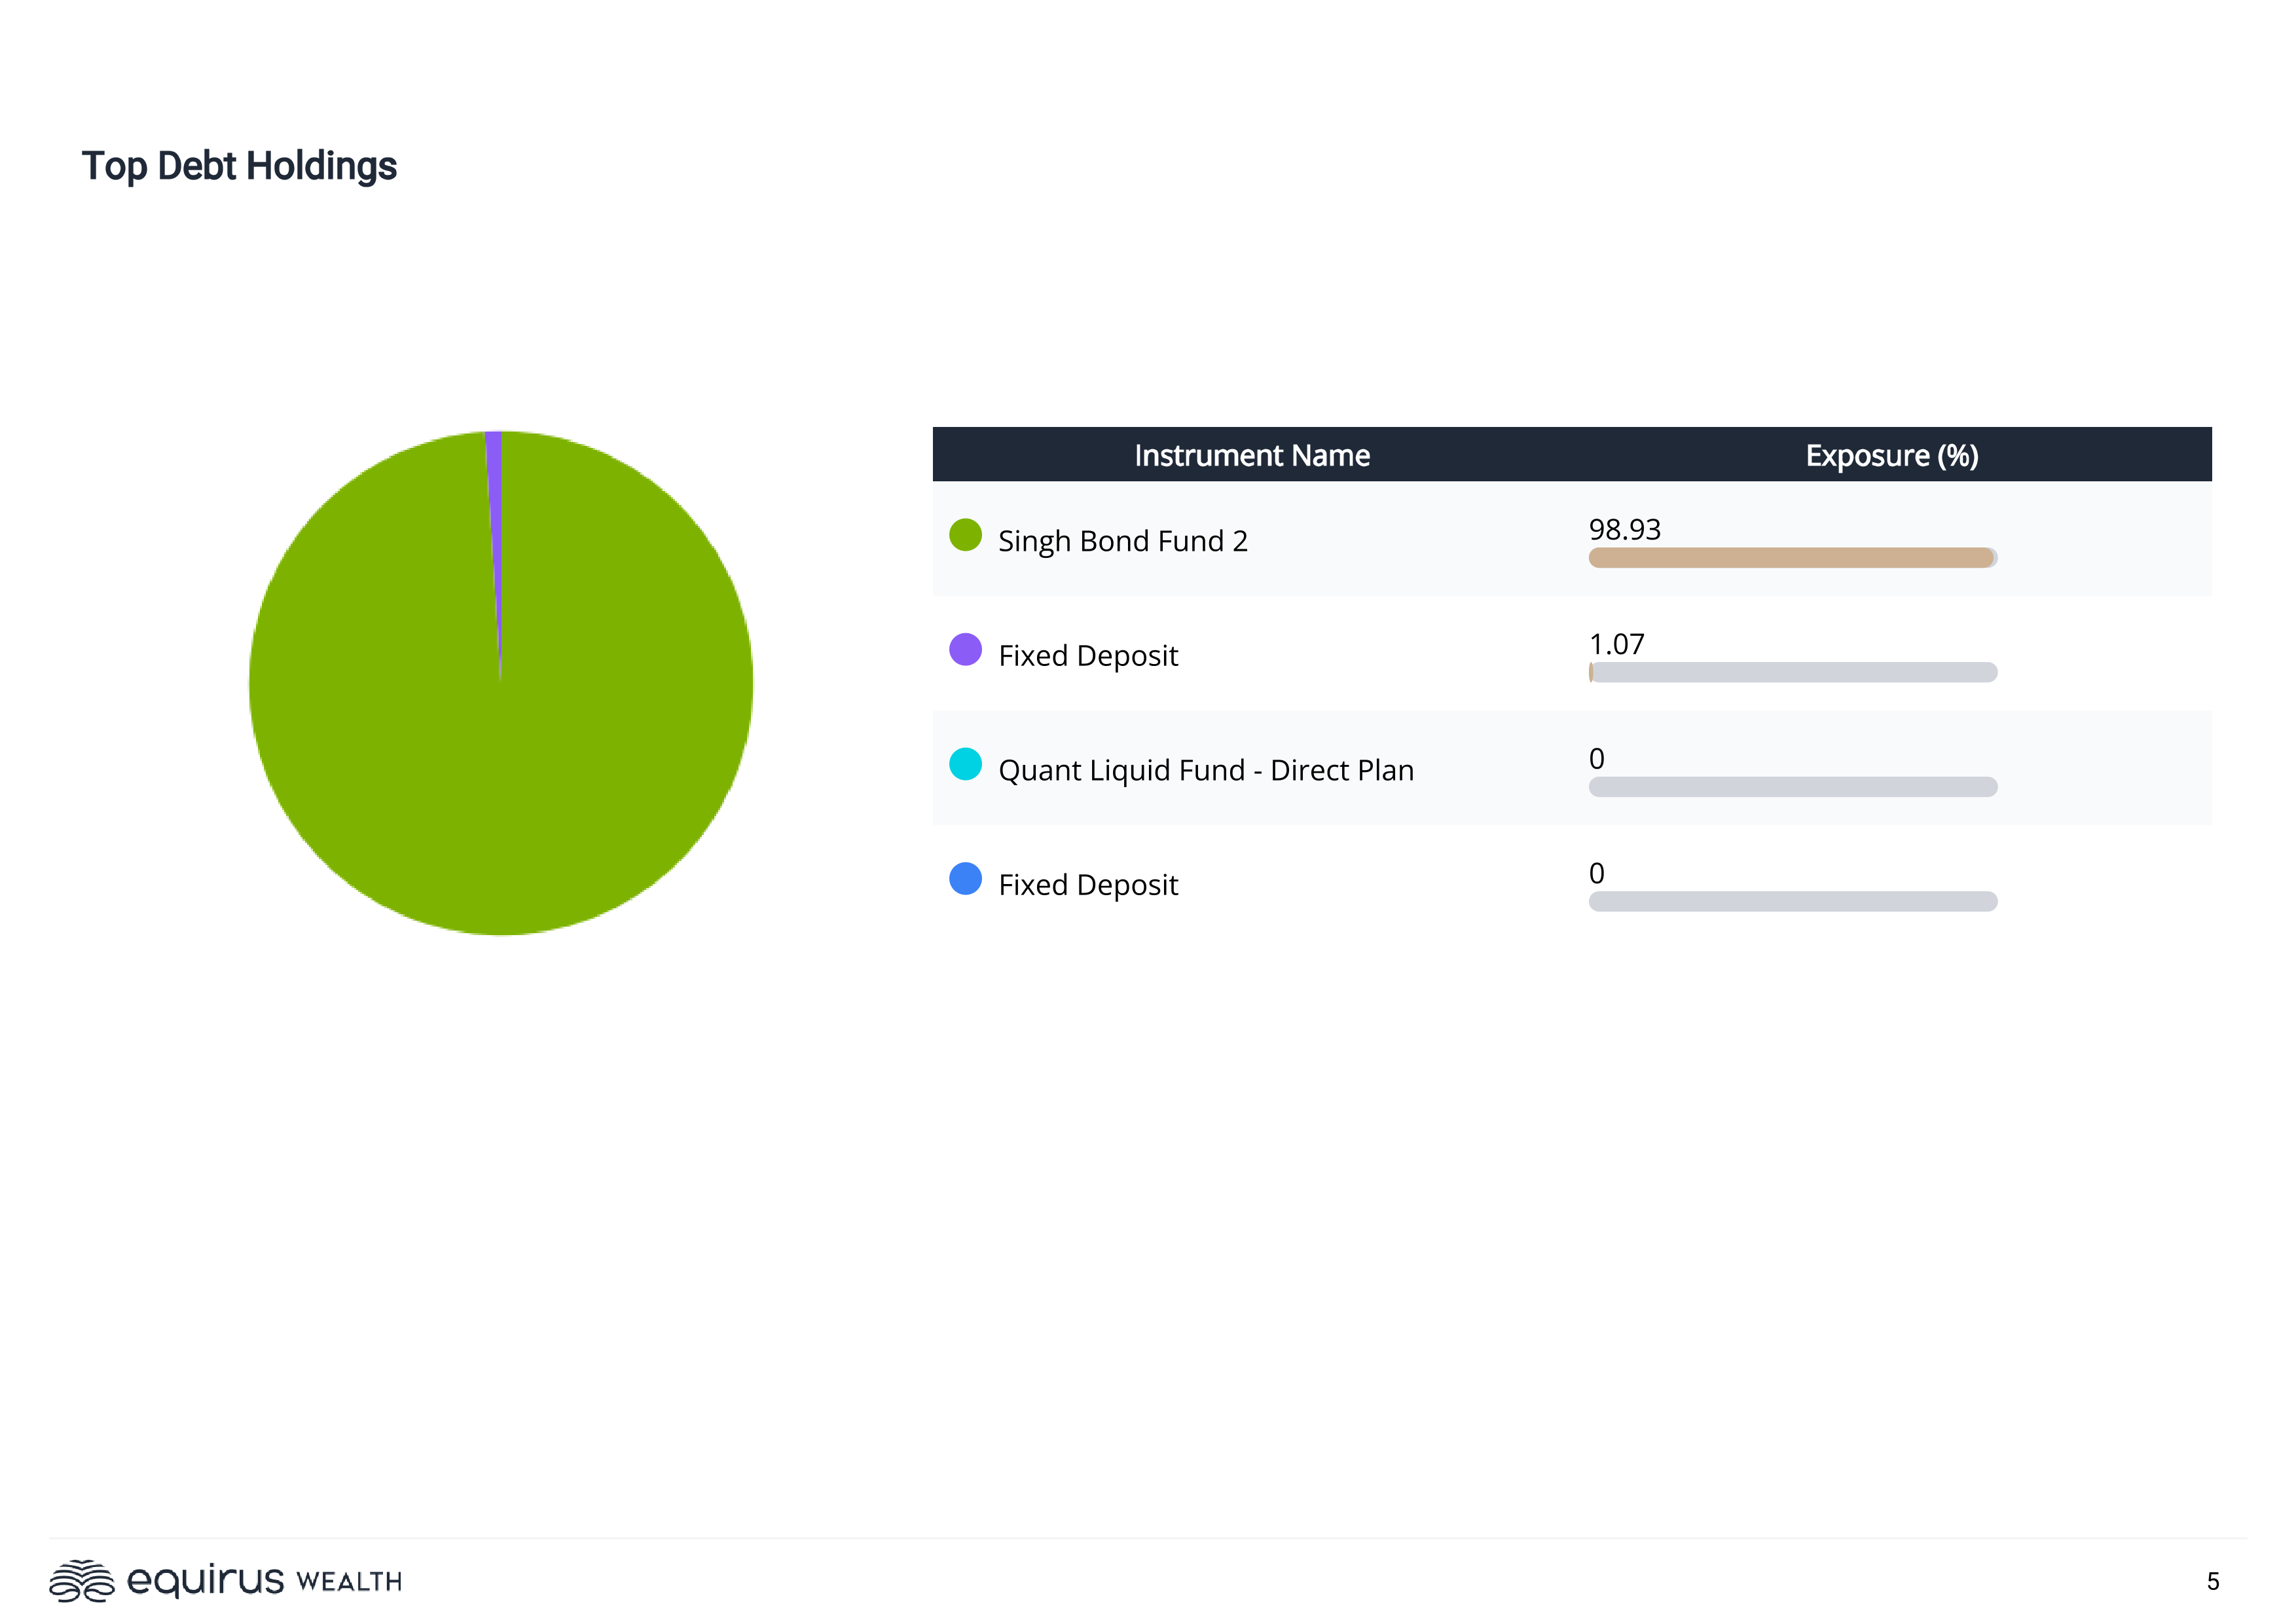 Top Debt Holdings
Instrument Name Exposure (%)
Singh Bond Fund 2 98.93
Fixed Deposit 1.07
Quant Liquid Fund - Direct Plan 0
Fixed Deposit 0
equirus WEALTH 5